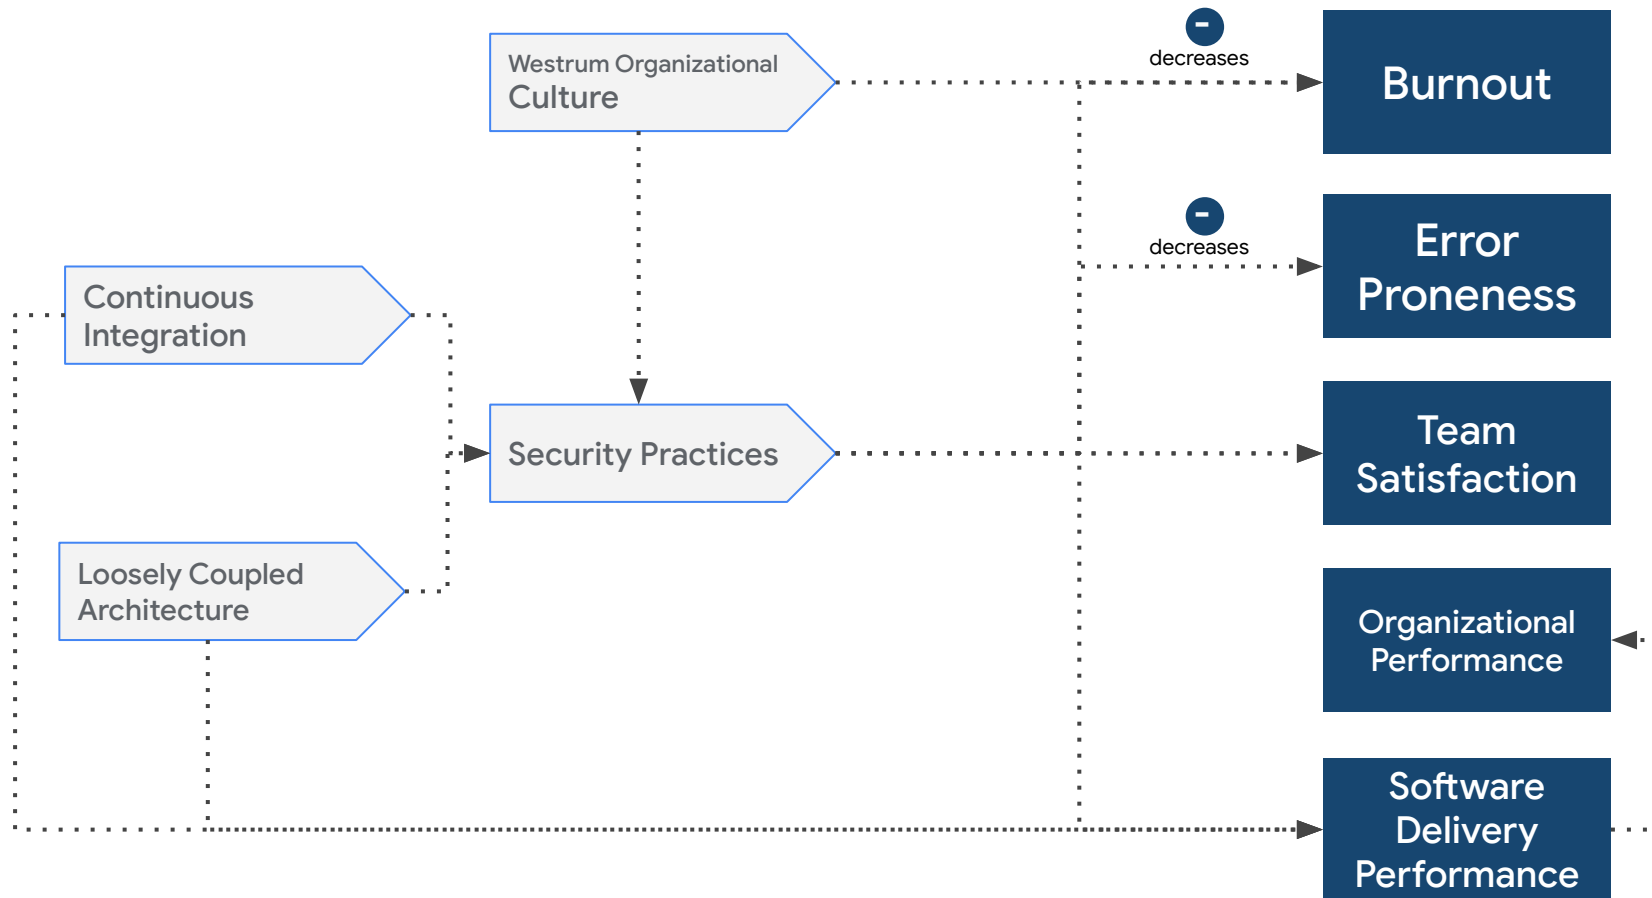 -
decreases
Burnout
Westrum Organizational
Culture
-
decreases
Error
Proneness
Continuous
Integration
Team
Satisfaction
Security Practices
Loosely Coupled
Architecture
Organizational
Performance
Software
Delivery
Performance